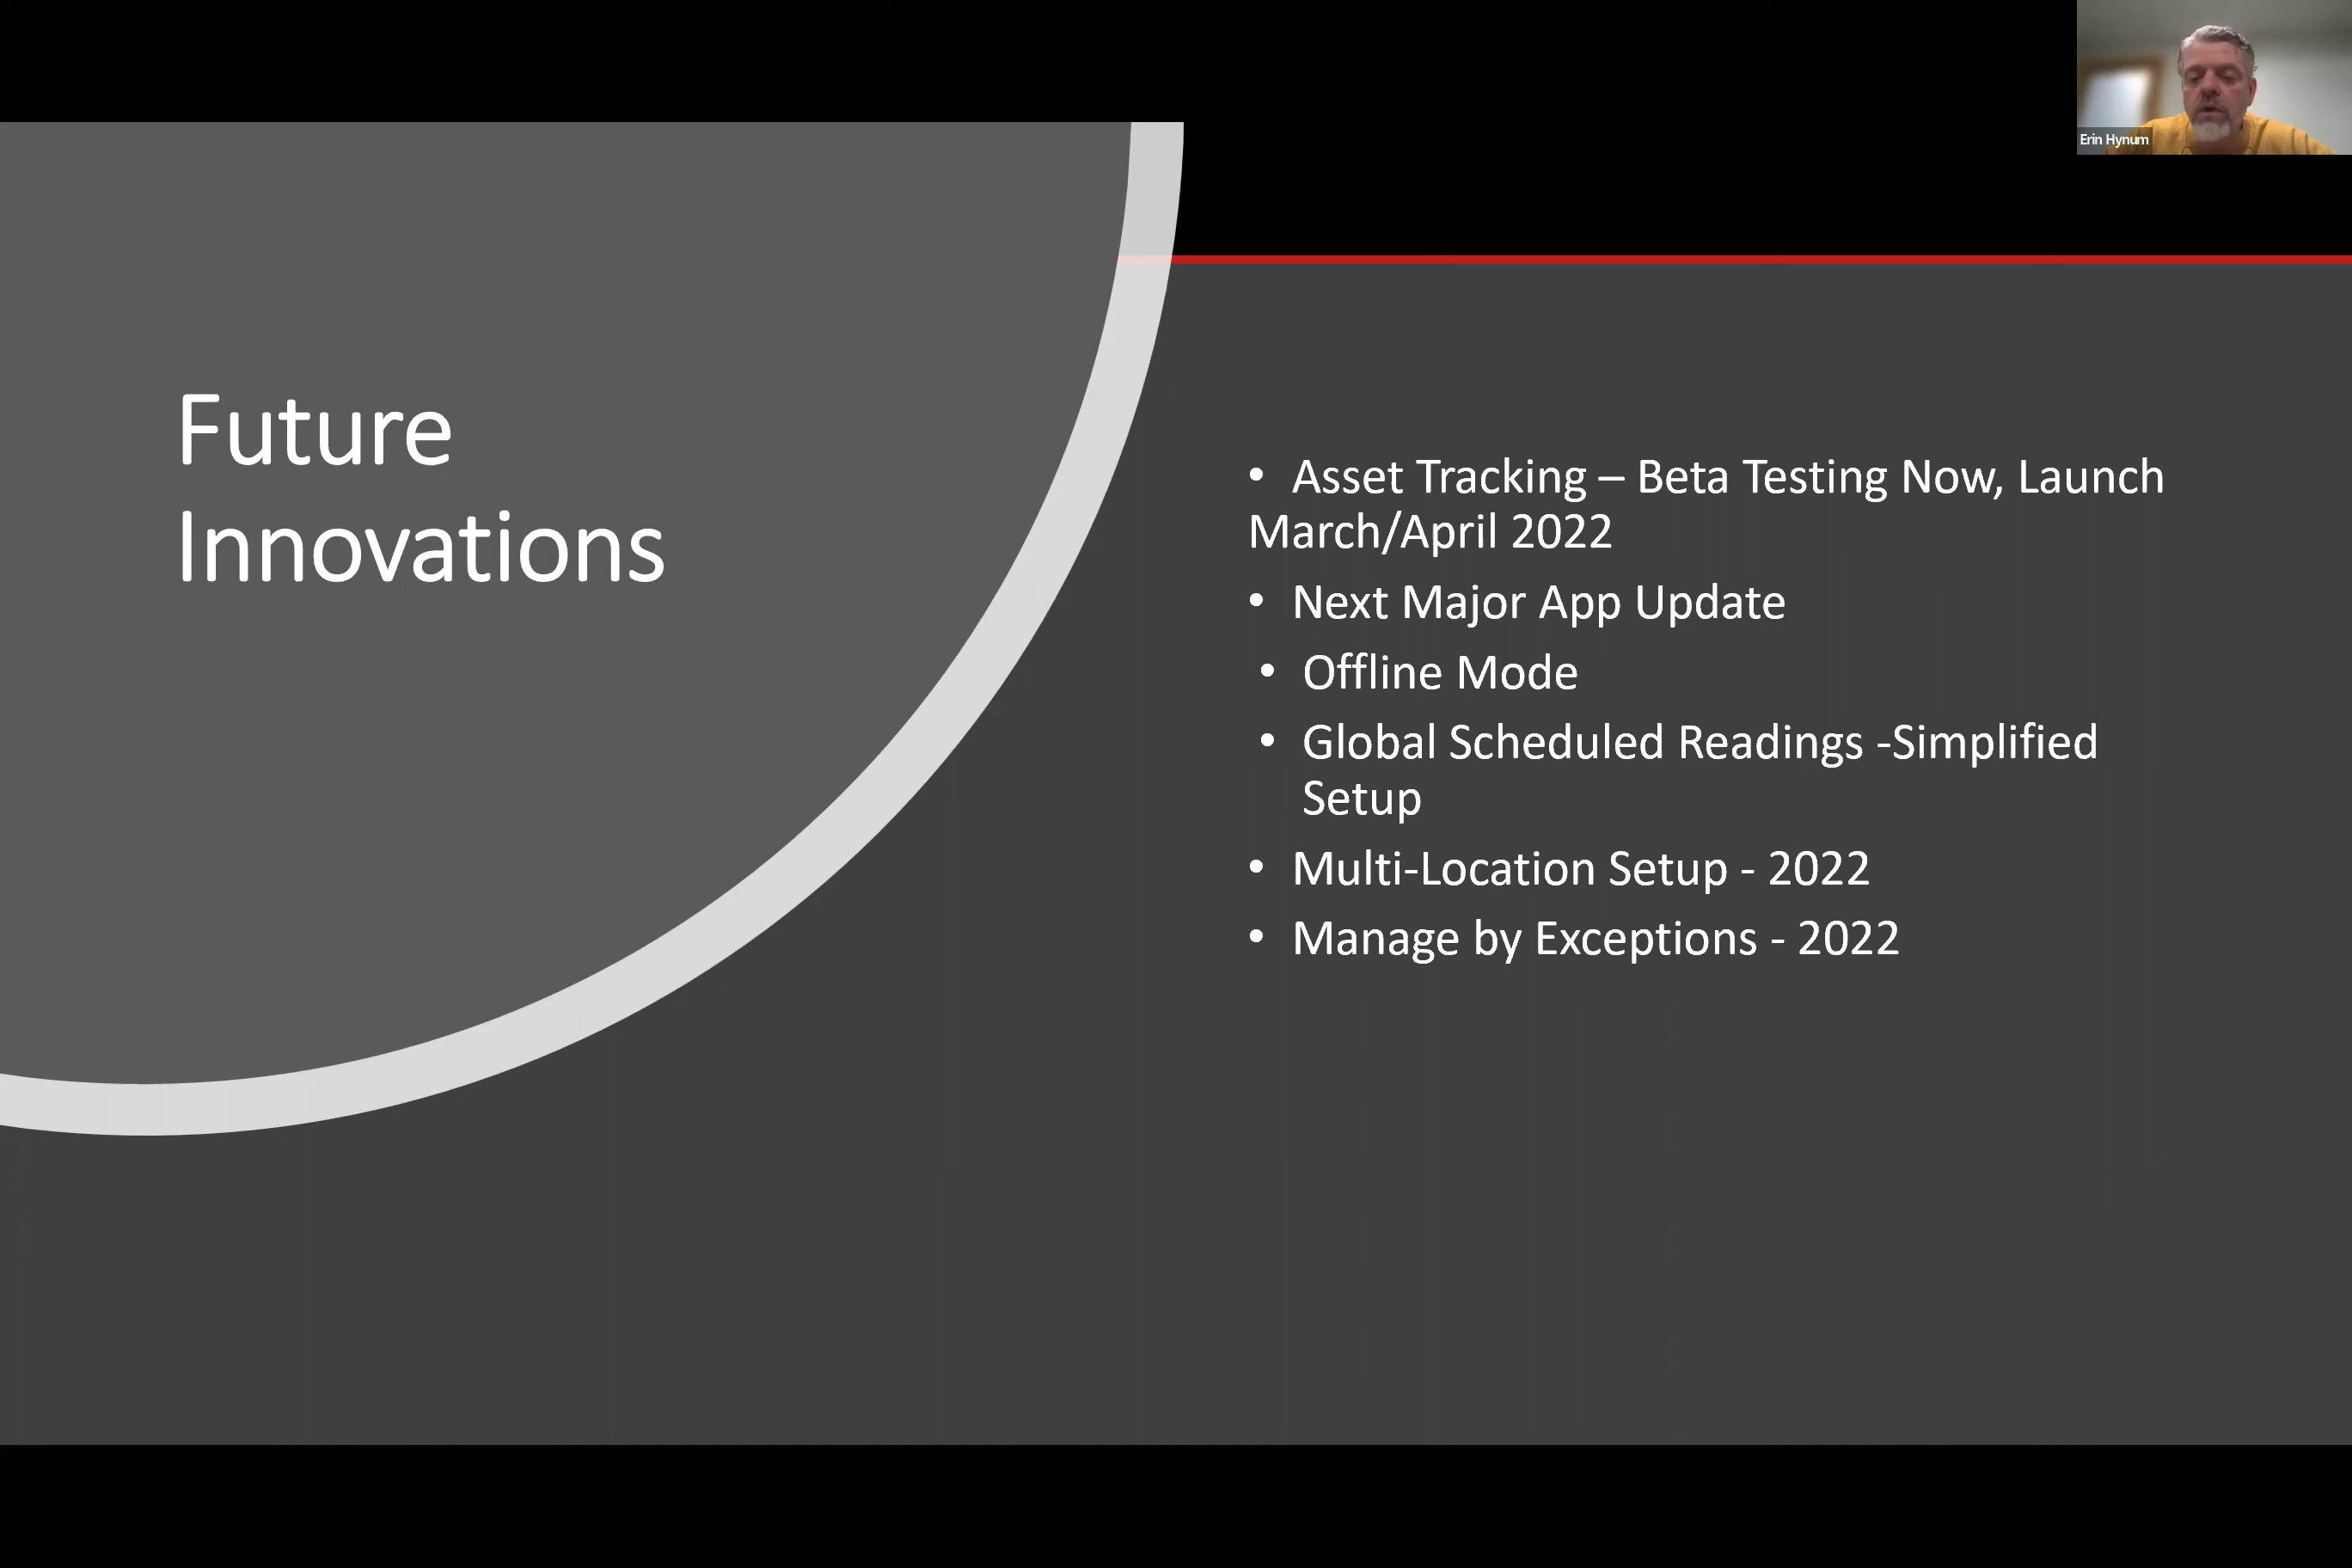 Erin Hynum
Future
Innovations
• Asset Tracking – Beta Testing Now, Launch
March/April 2022
• Next Major App Update
• Offline Mode
• Global Scheduled Readings -Simplified
Setup
• Multi-Location Setup - 2022
• Manage by Exceptions - 2022